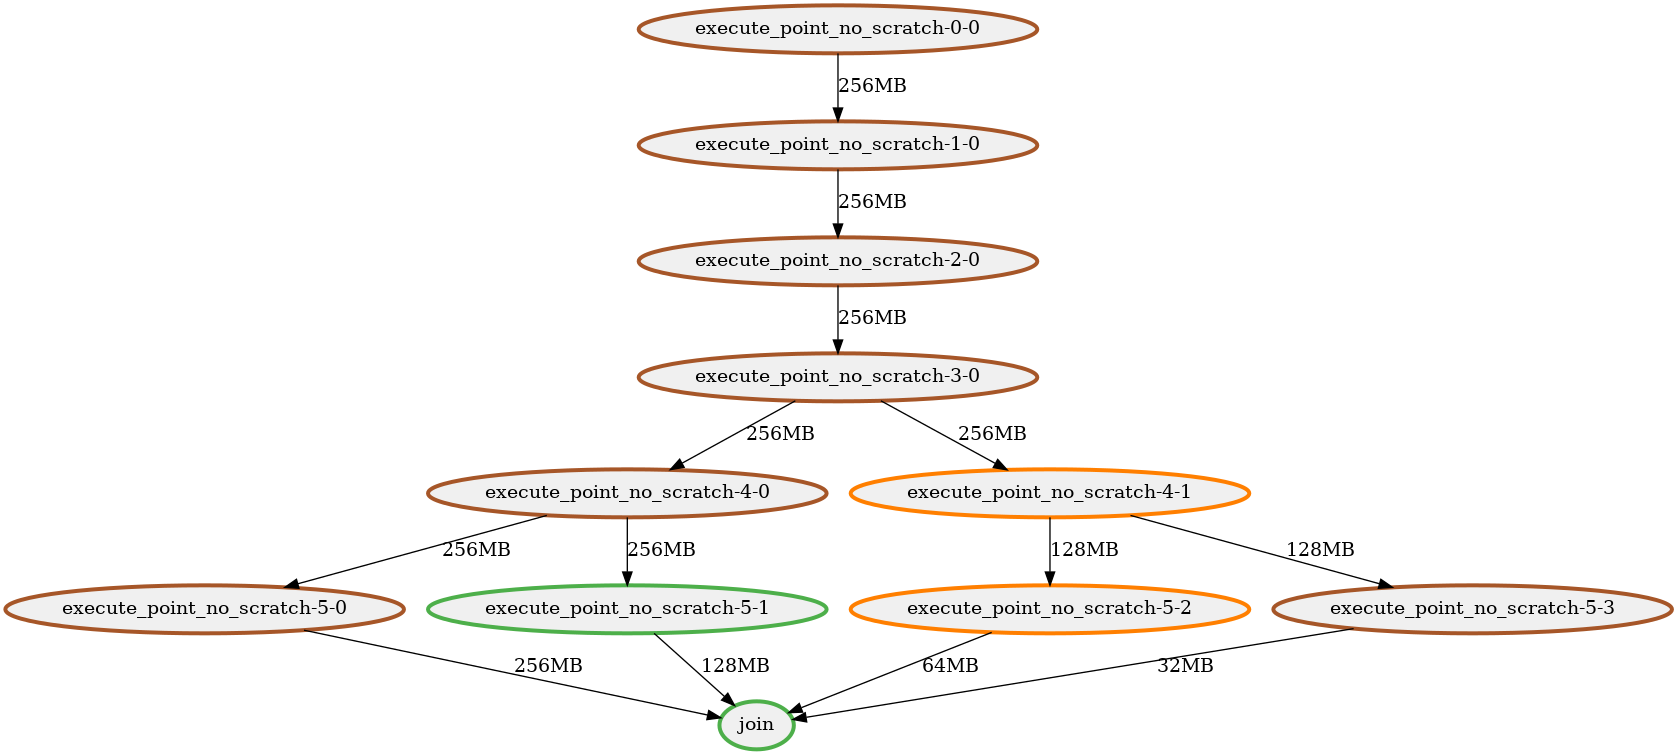 execute_point_no_scratch-0-0
256MB
execute_point_no_scratch-1-0
256MB
execute_point_no_scratch-2-0
256MB
execute_point_no_scratch-3-0
256MB
256MB
execute_point_no_scratch-4-0
execute_point_no_scratch-4-1
256MB
256MB
128MB
128MB
execute_point_no_scratch-5-0
execute_point_no_scratch-5-1
execute_point_no_scratch-5-2
execute_point_no_scratch-5-3
256MB
128MB
64MB
32MB
join